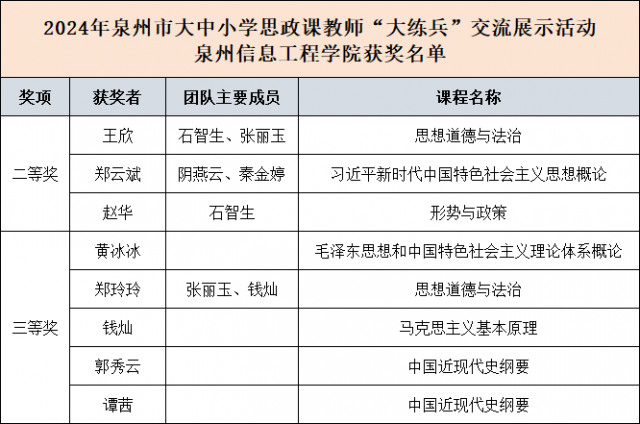 2024年泉州市大中小学思政课教师“大练兵”交流展示活动
泉州信息工程学院获奖名单
奖项 获奖者 团队主要成员 课程名称
二等奖 王欣 石智生、张丽玉 思想道德与法治
郑云斌 阴燕云、秦金婷 习近平新时代中国特色社会主义思想概论
赵华 石智生 形势与政策
三等奖 黄冰冰 毛泽东思想和中国特色社会主义理论体系概论
郑玲玲 张丽玉、钱灿 思想道德与法治
钱灿 马克思主义基本原理
郭秀云 中国近现代史纲要
谭茜 中国近现代史纲要